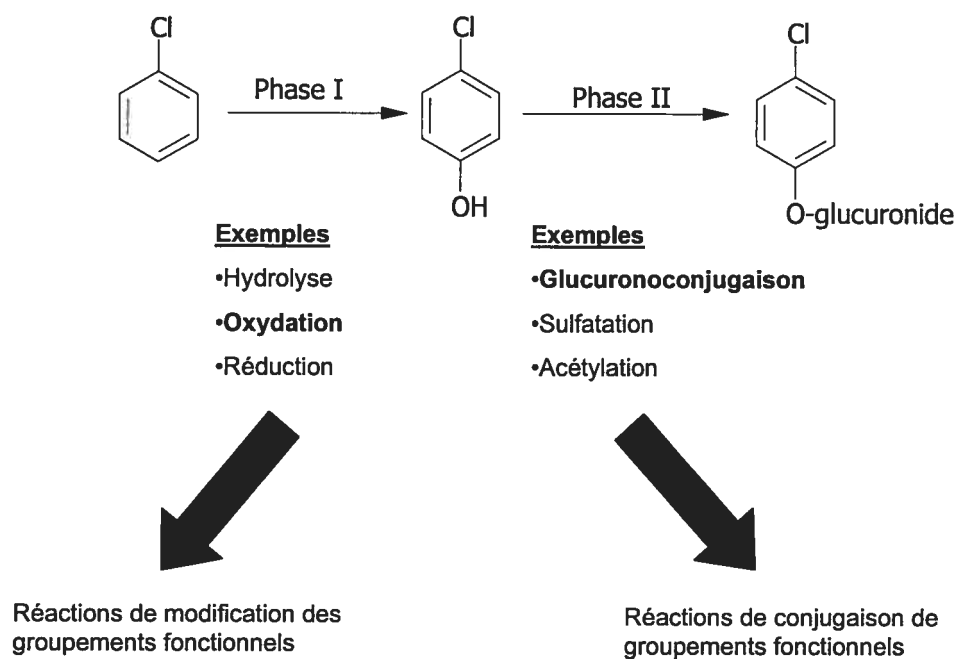 Cl
Phase I
Cl
OH
Phase II
Cl
O-glucuronide
Exemples
•Hydrolyse
•Oxydation
•Réduction
Exemples
•Glucuronoconjugaison
•Sulfatation
•Acétylation
Réactions de modification des
groupements fonctionnels
Réactions de conjugaison de
groupements fonctionnels